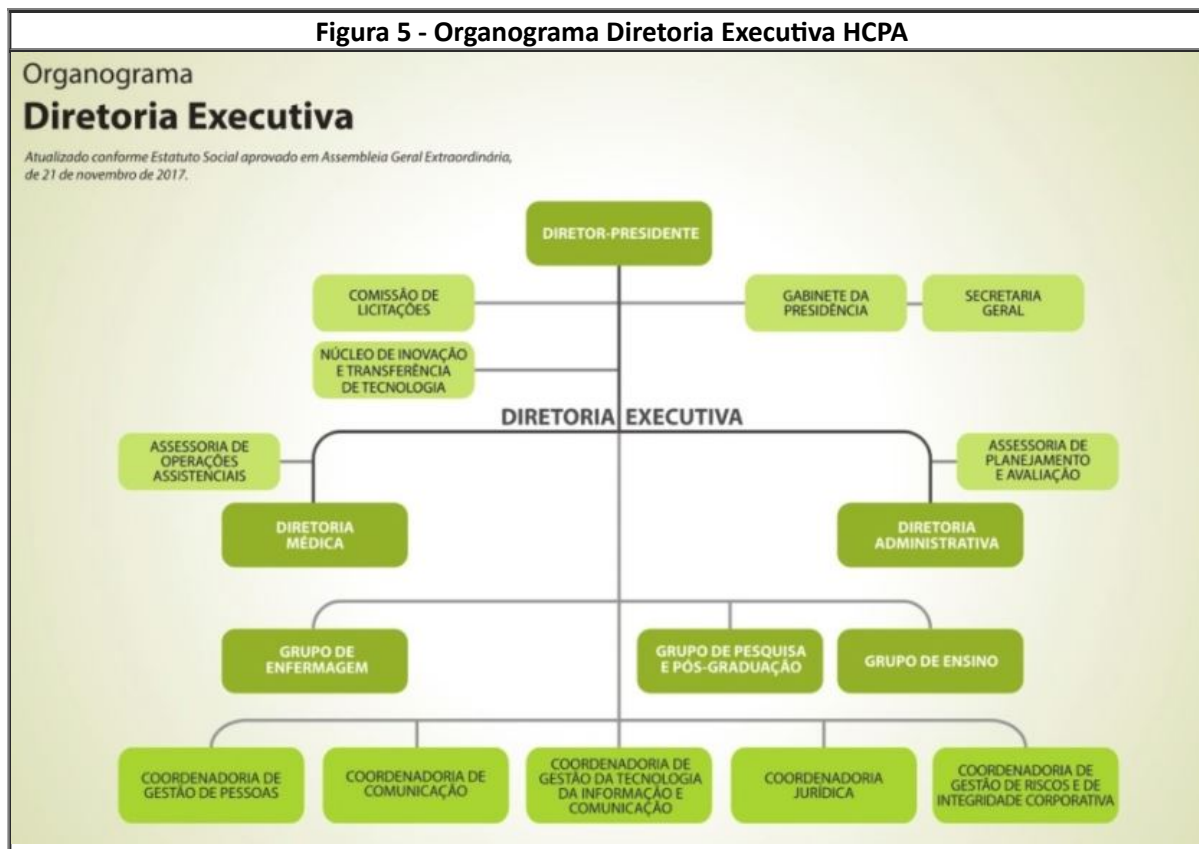 Figura 5 - Organograma Diretoria Executiva HCPA
Organograma
Diretoria Executiva
Atualizado conforme Estatuto Social aprovado em Assembleia Geral Extraordinária,
de 21 de novembro de 2017.
DIRETOR-PRESIDENTE
COMISSÃO DE
LICITAÇÕES
GABINETE DA
PRESIDÊNCIA
SECRETARIA
GERAL
NÚCLEO DE INOVAÇÃO
E TRANSFERÊNCIA
DE TECNOLOGIA
DIRETORIA EXECUTIVA
ASSESSORIA DE
OPERAÇÕES
ASSISTENCIAIS
ASSESSORIA DE
PLANEJAMENTO
E AVALIAÇÃO
DIRETORIA
MÉDICA
DIRETORIA
ADMINISTRATIVA
GRUPO DE
ENFERMAGEM
GRUPO DE PESQUISA
E PÓS-GRADUAÇÃO
GRUPO DE ENSINO
COORDENADORIA DE
GESTÃO DE PESSOAS
COORDENADORIA DE
COMUNICAÇÃO
COORDENADORIA DE
GESTÃO DA TECNOLOGIA
DA INFORMAÇÃO E
COMUNICAÇÃO
COORDENADORIA
JURÍDICA
COORDENADORIA DE
GESTÃO DE RISCOS E DE
INTEGRIDADE CORPORATIVA